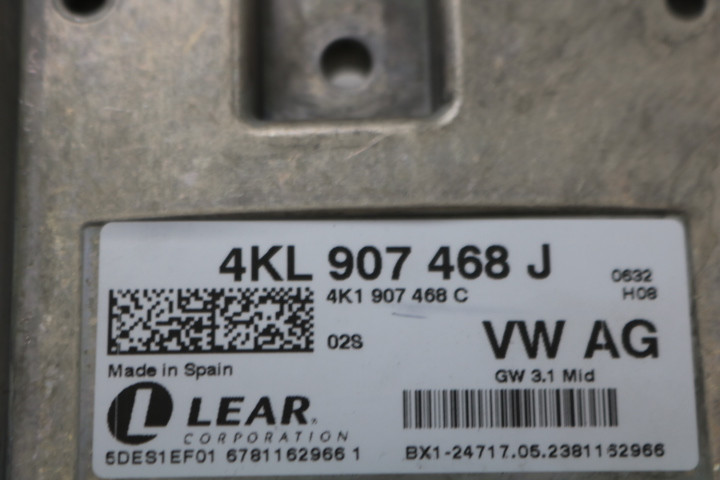 4KL 907 468 J
0632
4K1 907 468 C
H08
02S
VW AG
Made in Spain
GW 3.1 Mid
LEAR
CORPORATION
5DES1EF01 6781162966 1
BX1-24717.05.2381162966